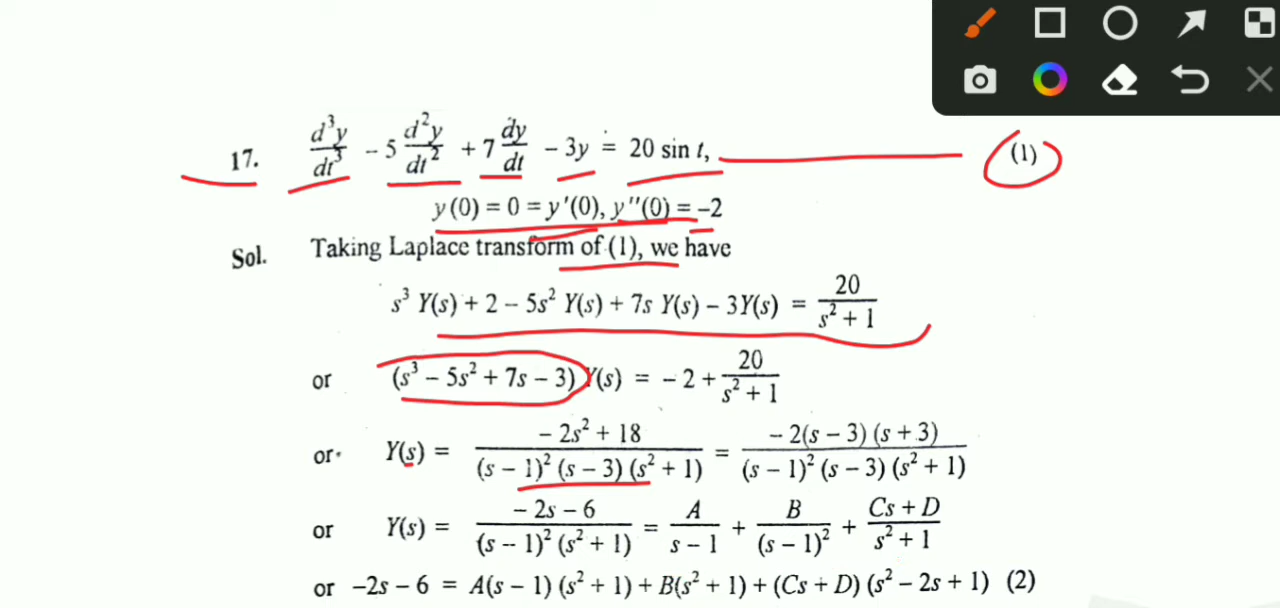 17. d³y/dt³ − 5 d²y/dt² + 7 dy/dt − 3y = 20 sin t, (1)
y(0) = 0 = y'(0), y''(0) = −2
Sol. Taking Laplace transform of (1), we have
s³ Y(s) + 2 − 5s² Y(s) + 7s Y(s) − 3Y(s) = 20/(s² + 1)
or (s³ − 5s² + 7s − 3) Y(s) = − 2 + 20/(s² + 1)
or Y(s) = (− 2s² + 18)/((s − 1)² (s − 3) (s² + 1)) = (− 2(s − 3) (s + 3))/((s − 1)² (s − 3) (s² + 1))
or Y(s) = (− 2s − 6)/((s − 1)² (s² + 1)) = A/(s − 1) + B/(s − 1)² + (Cs + D)/(s² + 1)
or −2s − 6 = A(s − 1) (s² + 1) + B(s² + 1) + (Cs + D) (s² − 2s + 1) (2)